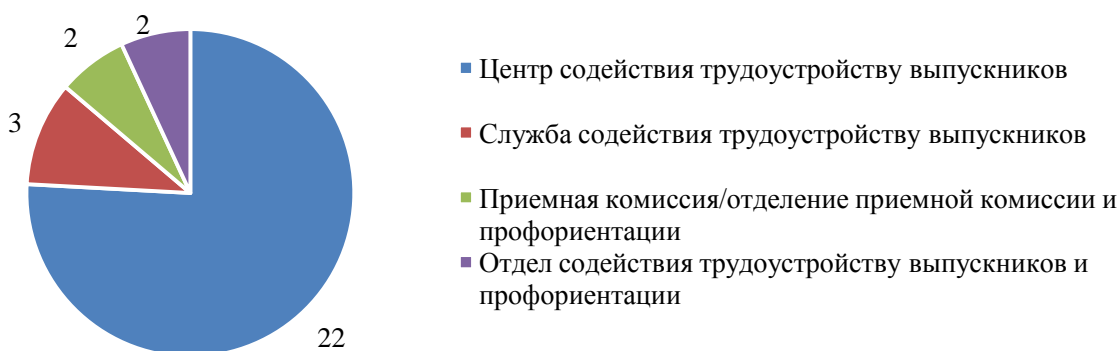 2
2
3
22
Центр содействия трудоустройству выпускников
Служба содействия трудоустройству выпускников
Приемная комиссия/отделение приемной комиссии и
профориентации
Отдел содействия трудоустройству выпускников и
профориентации